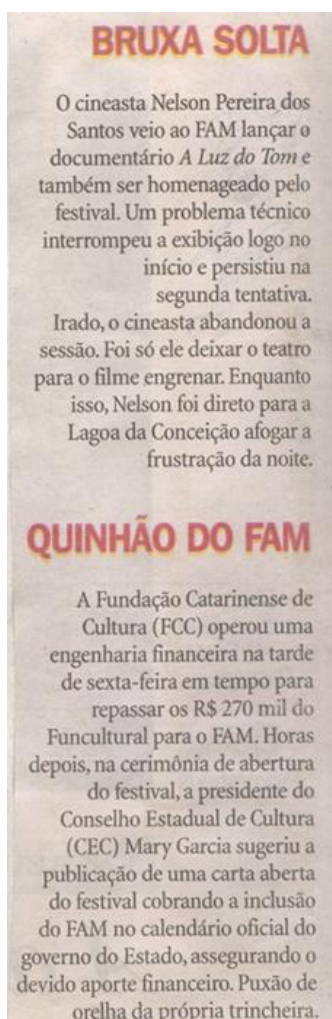 BRUXA SOLTA
O cineasta Nelson Pereira dos
Santos veio ao FAM lançar o
documentário A Luz do Tom e
também ser homenageado pelo
festival. Um problema técnico
interrompeu a exibição logo no
início e persistiu na
segunda tentativa.
Irado, o cineasta abandonou a
sessão. Foi só ele deixar o teatro
para o filme engrenar. Enquanto
isso, Nelson foi direto para a
Lagoa da Conceição afogar a
frustração da noite.
QUINHÃO DO FAM
A Fundação Catarinense de
Cultura (FCC) operou uma
engenharia financeira na tarde
de sexta-feira em tempo para
repassar os R$ 270 mil do
Funcultural para o FAM. Horas
depois, na cerimônia de abertura
do festival, a presidente do
Conselho Estadual de Cultura
(CEC) Mary Garcia sugeriu a
publicação de uma carta aberta
do festival cobrando a inclusão
do FAM no calendário oficial do
governo do Estado, assegurando o
devido aporte financeiro. Puxão de
orelha da própria trincheira.